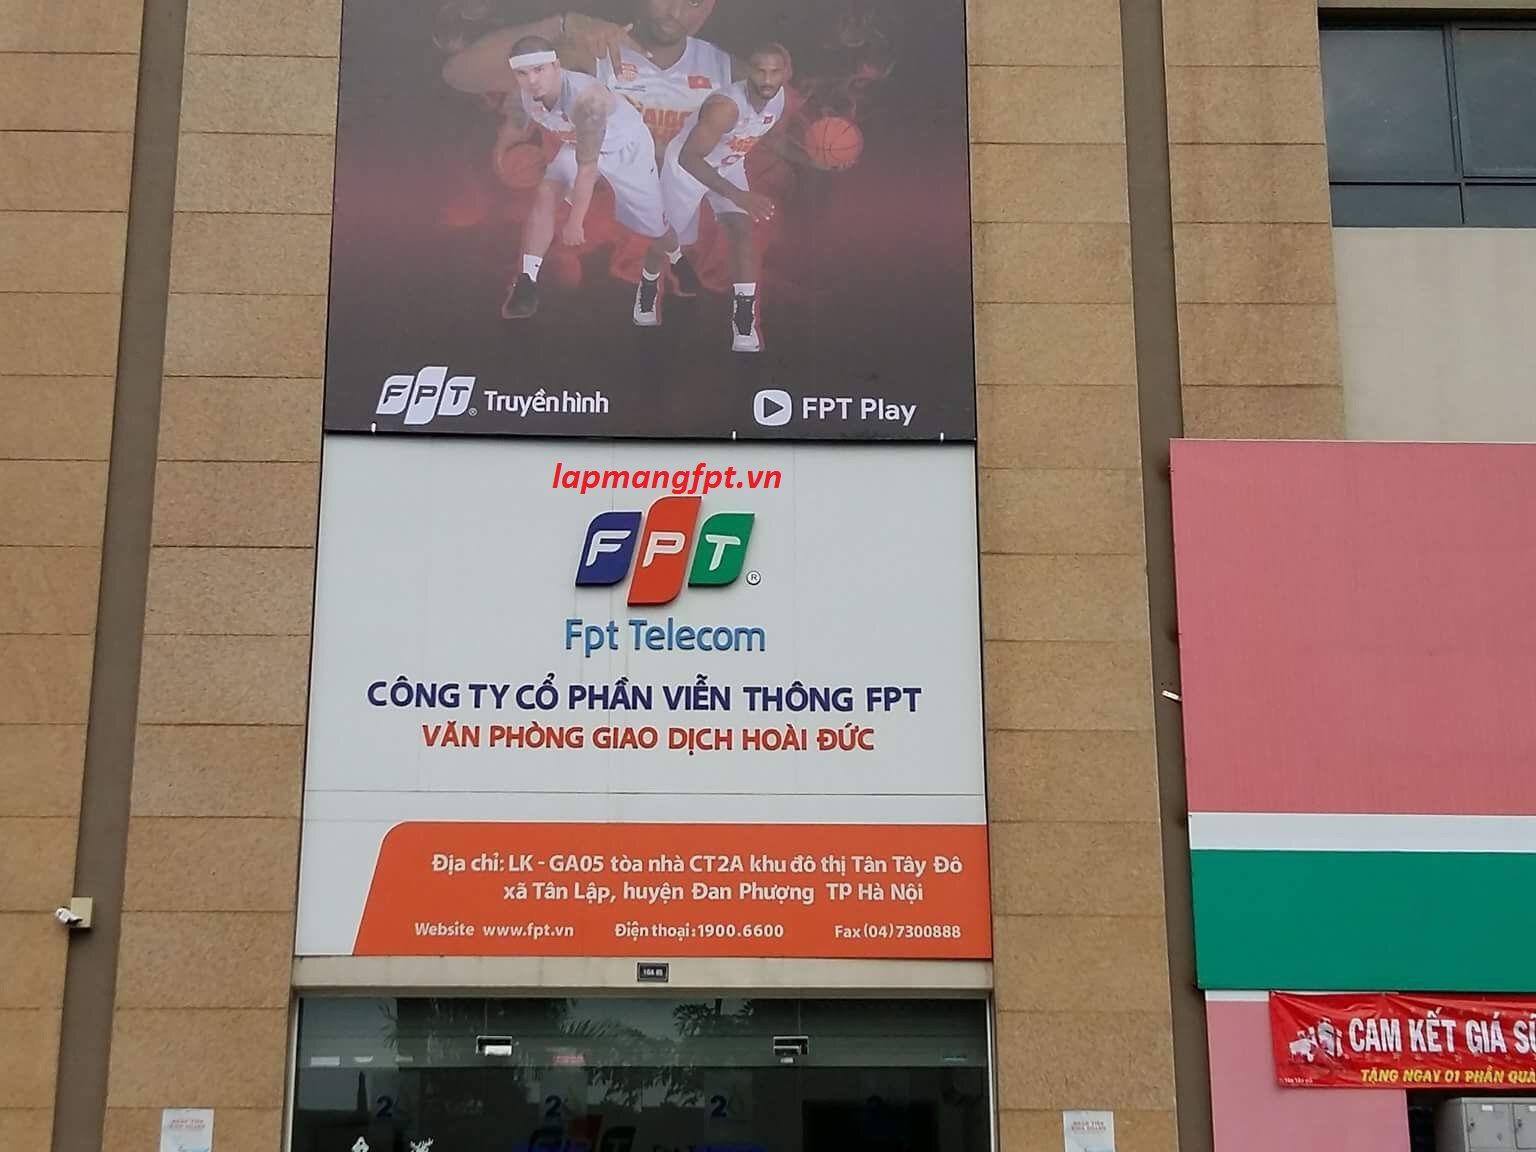 SAIGON
FPT® Truyền hình
FPT Play
lapmangfpt.vn
FPT®
Fpt Telecom
CÔNG TY CỔ PHẦN VIỄN THÔNG FPT
VĂN PHÒNG GIAO DỊCH HOÀI ĐỨC
Địa chỉ: LK - GA05 tòa nhà CT2A khu đô thị Tân Tây Đô
xã Tân Lập, huyện Đan Phượng TP Hà Nội
Website www.fpt.vn Điện thoại: 1900.6600 Fax (04) 7300888
CAM KẾT GIÁ
TẶNG NGAY 01 PHẦN QUÀ